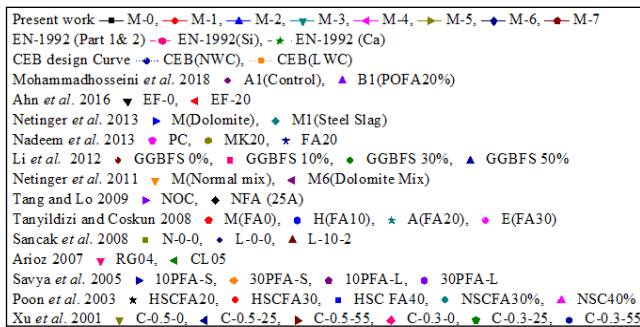 Present work M-0, M-1, M-2, M-3, M-4, M-5, M-6, M-7
EN-1992 (Part 1& 2) EN-1992(Si), EN-1992 (Ca)
CEB design Curve CEB(NWC), CEB(LWC)
Mohammadhosseini et al. 2018 A1(Control), B1(POFA20%)
Ahn et al. 2016 EF-0, EF-20
Netinger et al. 2013 M(Dolomite), M1(Steel Slag)
Nadeem et al. 2013 PC, MK20, FA20
Li et al. 2012 GGBFS 0%, GGBFS 10%, GGBFS 30%, GGBFS 50%
Netinger et al. 2011 M(Normal mix), M6(Dolomite Mix)
Tang and Lo 2009 NOC, NFA (25A)
Tanyildizi and Coskun 2008 M(FA0), H(FA10), A(FA20), E(FA30)
Sancak et al. 2008 N-0-0, L-0-0, L-10-2
Arioz 2007 RG04, CL05
Savya et al. 2005 10PFA-S, 30PFA-S, 10PFA-L, 30PFA-L
Poon et al. 2003 HSCFA20, HSCFA30, HSC FA40, NSCFA30%, NSC40%
Xu et al. 2001 C-0.5-0, C-0.5-25, C-0.5-55, C-0.3-0, C-0.3-25, C-0.3-55